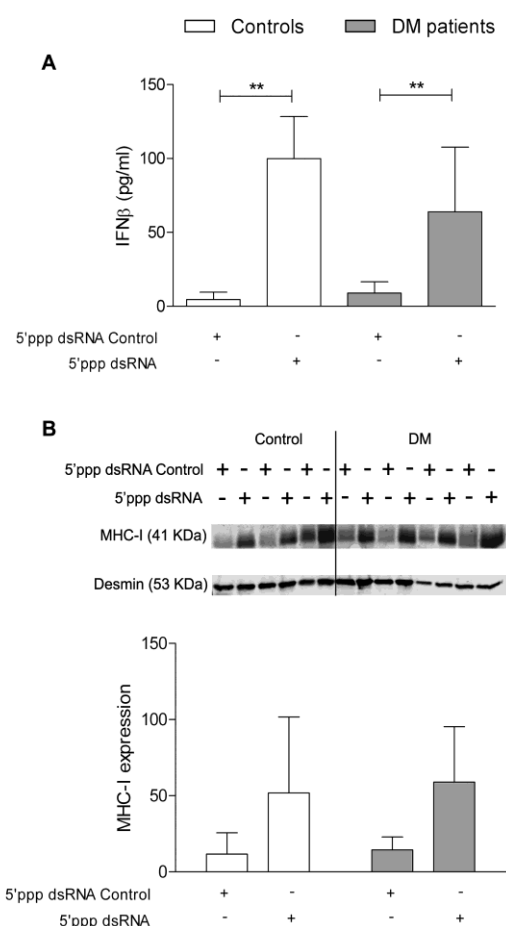 Controls DM patients
A
150
100
50
0
IFNβ (pg/ml)
** **
5'ppp dsRNA Control + - + -
5'ppp dsRNA - + - +
B
Control DM
5'ppp dsRNA Control + - + - + - + - + - + - + -
5'ppp dsRNA - + - + - + - + - + - + - +
MHC-I (41 KDa)
Desmin (53 KDa)
150
100
50
0
MHC-I expression
5'ppp dsRNA Control + - + -
5'ppp dsRNA - + - +